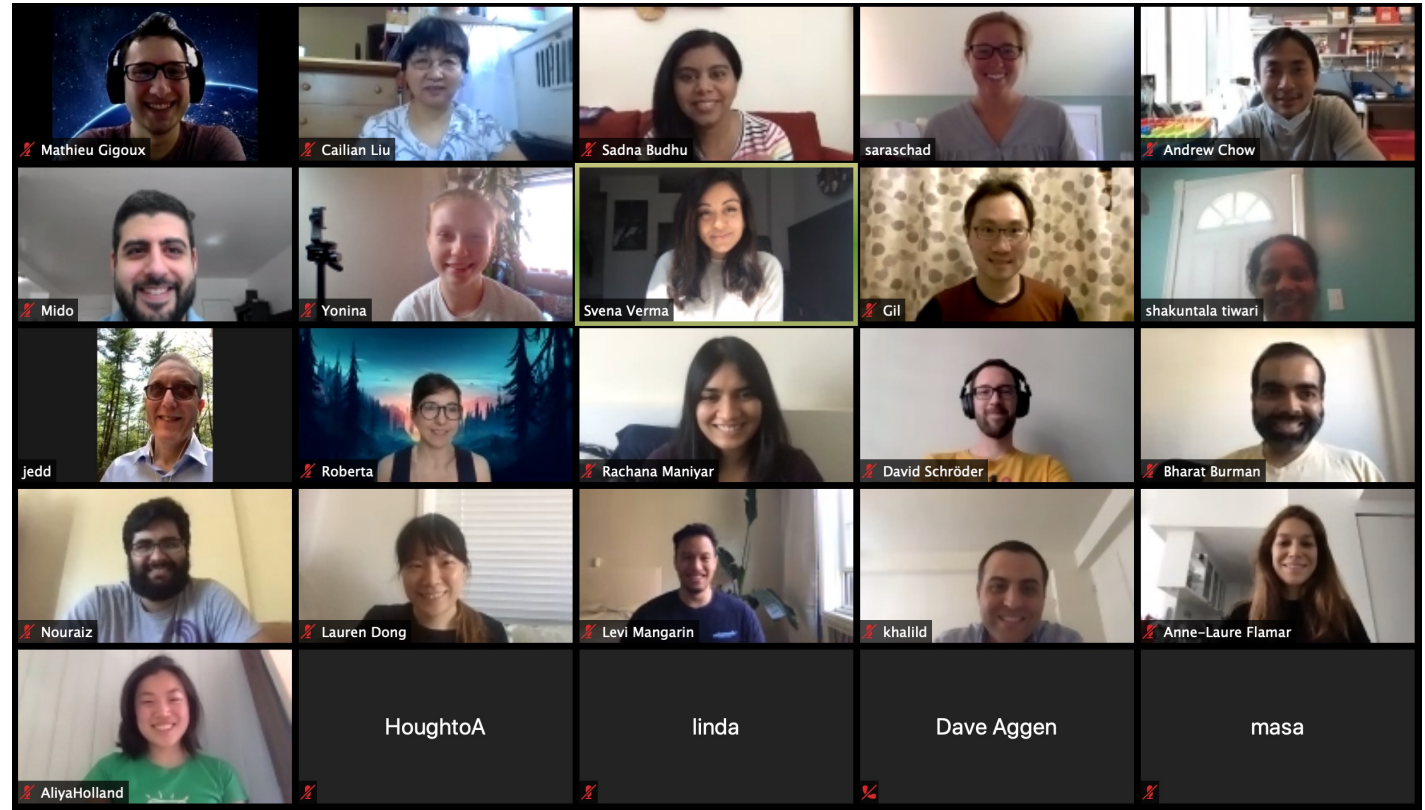 Mathieu Gigoux
Cailian Liu
Sadna Budhu
saraschad
Andrew Chow
Mido
Yonina
Svena Verma
Gil
shakuntala tiwari
jedd
Roberta
Rachana Maniyar
David Schröder
Bharat Burman
Nouraiz
Lauren Dong
Levi Mangarin
khalild
Anne-Laure Flamar
AliyaHolland
HoughtoA
linda
Dave Aggen
masa